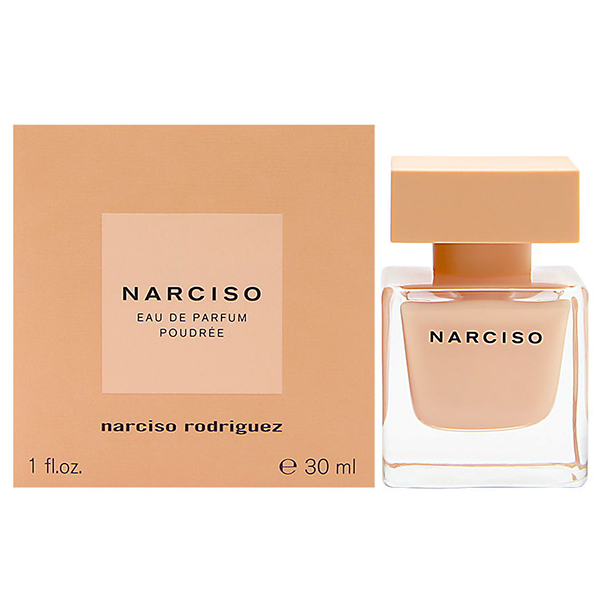 NARCISO
EAU DE PARFUM
POUDRÉE
narciso rodriguez
1 fl.oz.
℮ 30 ml
NARCISO